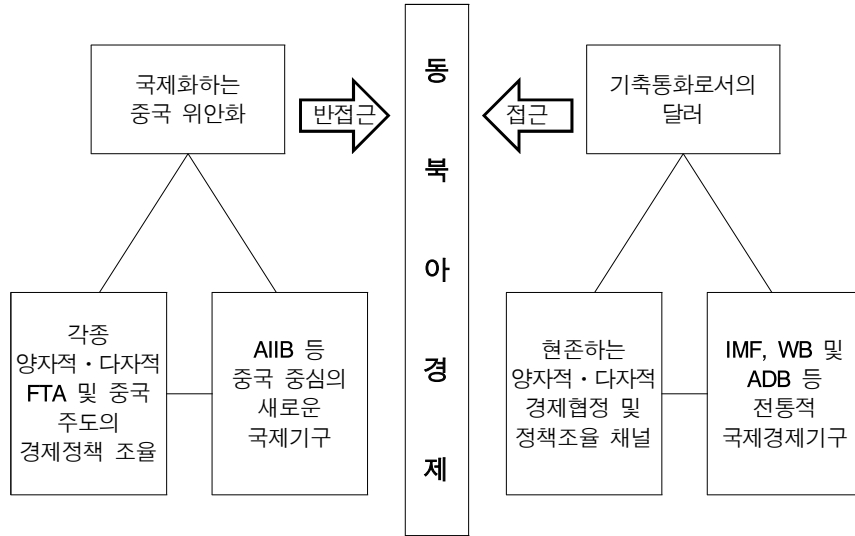 국제화하는
중국 위안화
반접근
동
북
아
경
제
접근
기축통화로서의
달러
각종
양자적·다자적
FTA 및 중국
주도의
경제정책 조율
AIIB 등
중국 중심의
새로운
국제기구
현존하는
양자적·다자적
경제협정 및
정책조율 채널
IMF, WB 및
ADB 등
전통적
국제경제기구